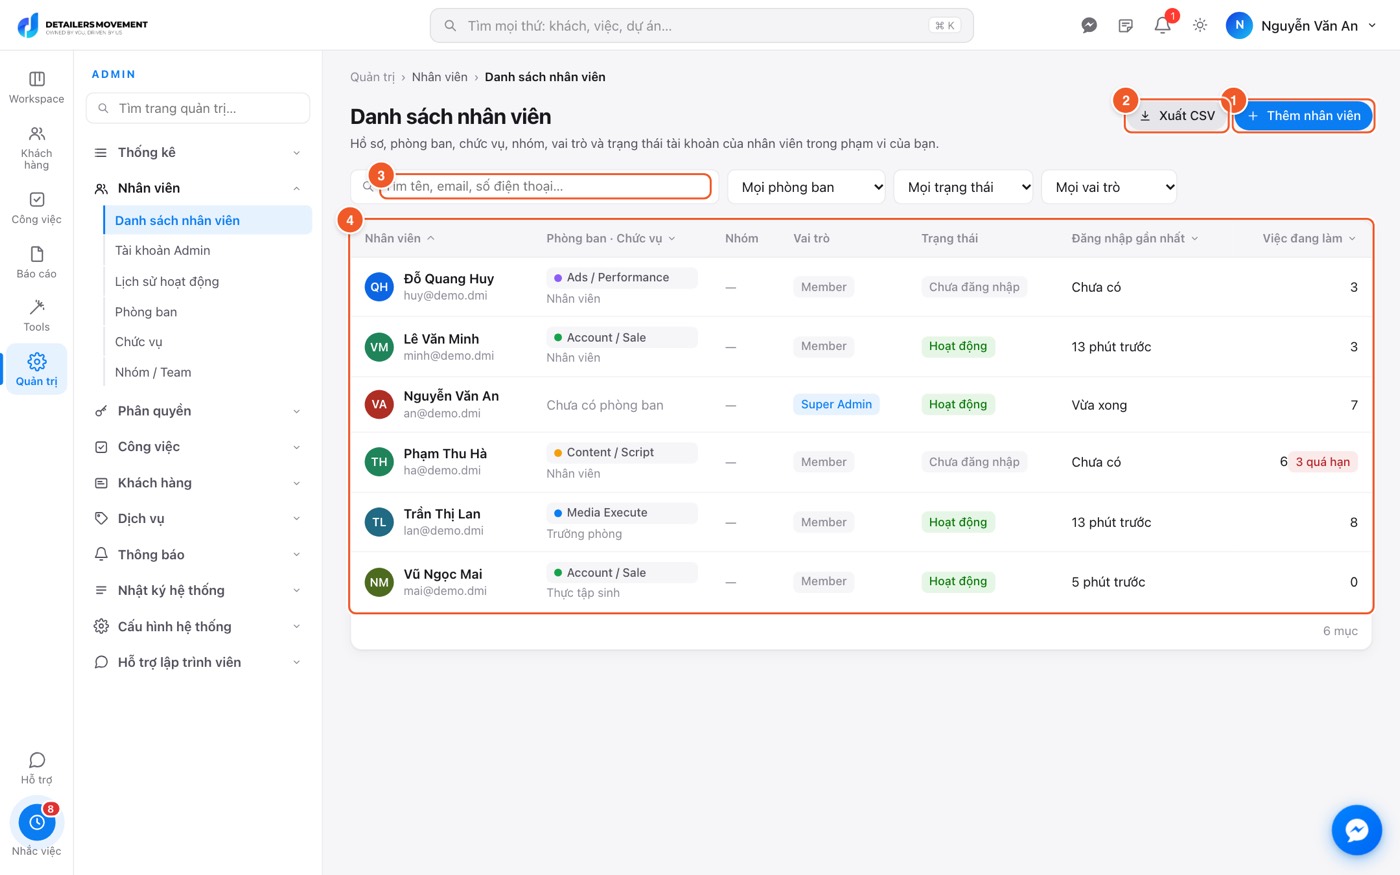 DETAILERS MOVEMENT
OWNED BY YOU, DRIVEN BY US
Tìm mọi thứ: khách, việc, dự án...
⌘ K
1
N
Nguyễn Văn An
Workspace
Khách hàng
Công việc
Báo cáo
Tools
Quản trị
Hỗ trợ
8
Nhắc việc
ADMIN
Tìm trang quản trị...
Thống kê
Nhân viên
Danh sách nhân viên
Tài khoản Admin
Lịch sử hoạt động
Phòng ban
Chức vụ
Nhóm / Team
Phân quyền
Công việc
Khách hàng
Dịch vụ
Thông báo
Nhật ký hệ thống
Cấu hình hệ thống
Hỗ trợ lập trình viên
Quản trị › Nhân viên › Danh sách nhân viên
Danh sách nhân viên
Hồ sơ, phòng ban, chức vụ, nhóm, vai trò và trạng thái tài khoản của nhân viên trong phạm vi của bạn.
2
Xuất CSV
1
+ Thêm nhân viên
3
Tìm tên, email, số điện thoại...
Mọi phòng ban
Mọi trạng thái
Mọi vai trò
4
Nhân viên Phòng ban · Chức vụ Nhóm Vai trò Trạng thái Đăng nhập gần nhất Việc đang làm
QH Đỗ Quang Huy Ads / Performance — Member Chưa đăng nhập Chưa có 3
huy@demo.dmi Nhân viên
VM Lê Văn Minh Account / Sale — Member Hoạt động 13 phút trước 3
minh@demo.dmi Nhân viên
VA Nguyễn Văn An Chưa có phòng ban — Super Admin Hoạt động Vừa xong 7
an@demo.dmi
TH Phạm Thu Hà Content / Script — Member Chưa đăng nhập Chưa có 6 3 quá hạn
ha@demo.dmi Nhân viên
TL Trần Thị Lan Media Execute — Member Hoạt động 13 phút trước 8
lan@demo.dmi Trưởng phòng
NM Vũ Ngọc Mai Account / Sale — Member Hoạt động 5 phút trước 0
mai@demo.dmi Thực tập sinh
6 mục